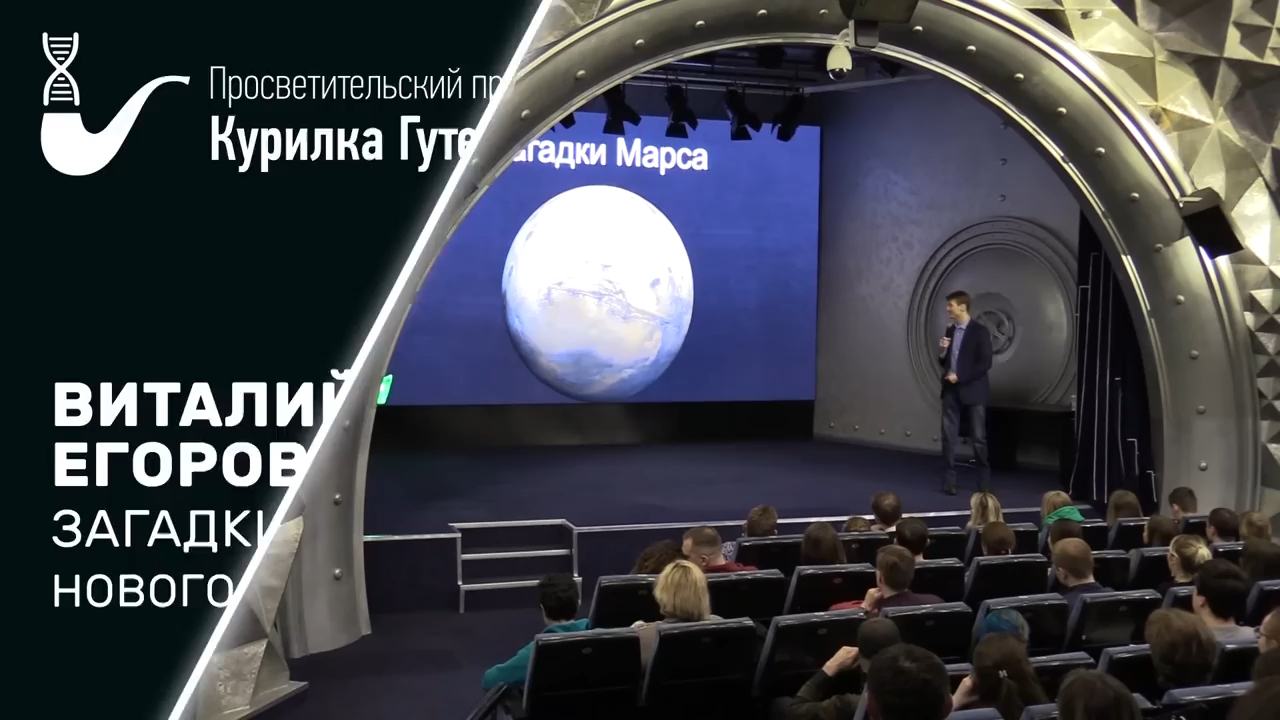 Просветительский пр
Курилка Гуте
агадки Марса
ВИТАЛИЙ
ЕГОРОВ
ЗАГАДКИ
НОВОГО